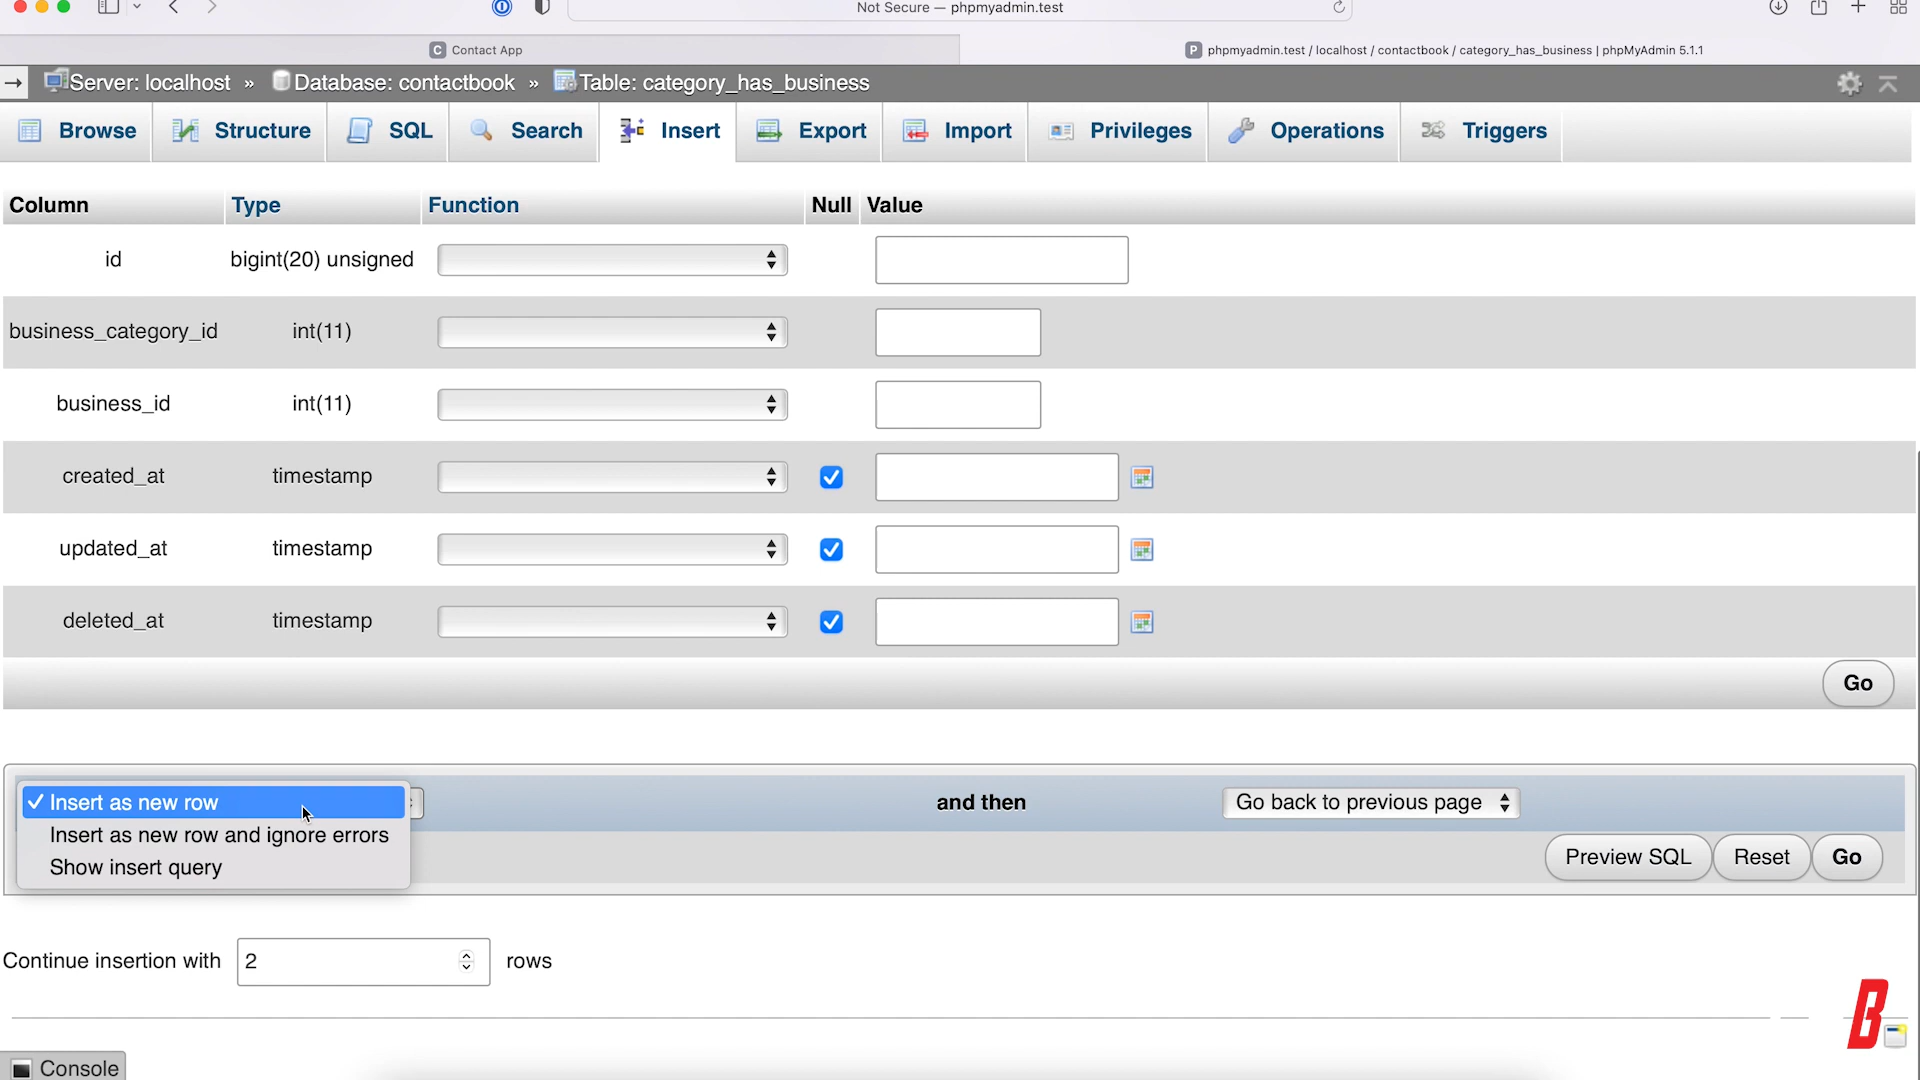 Not Secure — phpmyadmin.test
C Contact App
P phpmyadmin.test / localhost / contactbook / category_has_business | phpMyAdmin 5.1.1
Server: localhost » Database: contactbook » Table: category_has_business
Browse Structure SQL Search Insert Export Import Privileges Operations Triggers
Column Type Function Null Value
id bigint(20) unsigned
business_category_id int(11)
business_id int(11)
created_at timestamp
updated_at timestamp
deleted_at timestamp
Go
Insert as new row and then Go back to previous page
Insert as new row and ignore errors
Show insert query
Preview SQL Reset Go
Continue insertion with 2 rows
B
Console